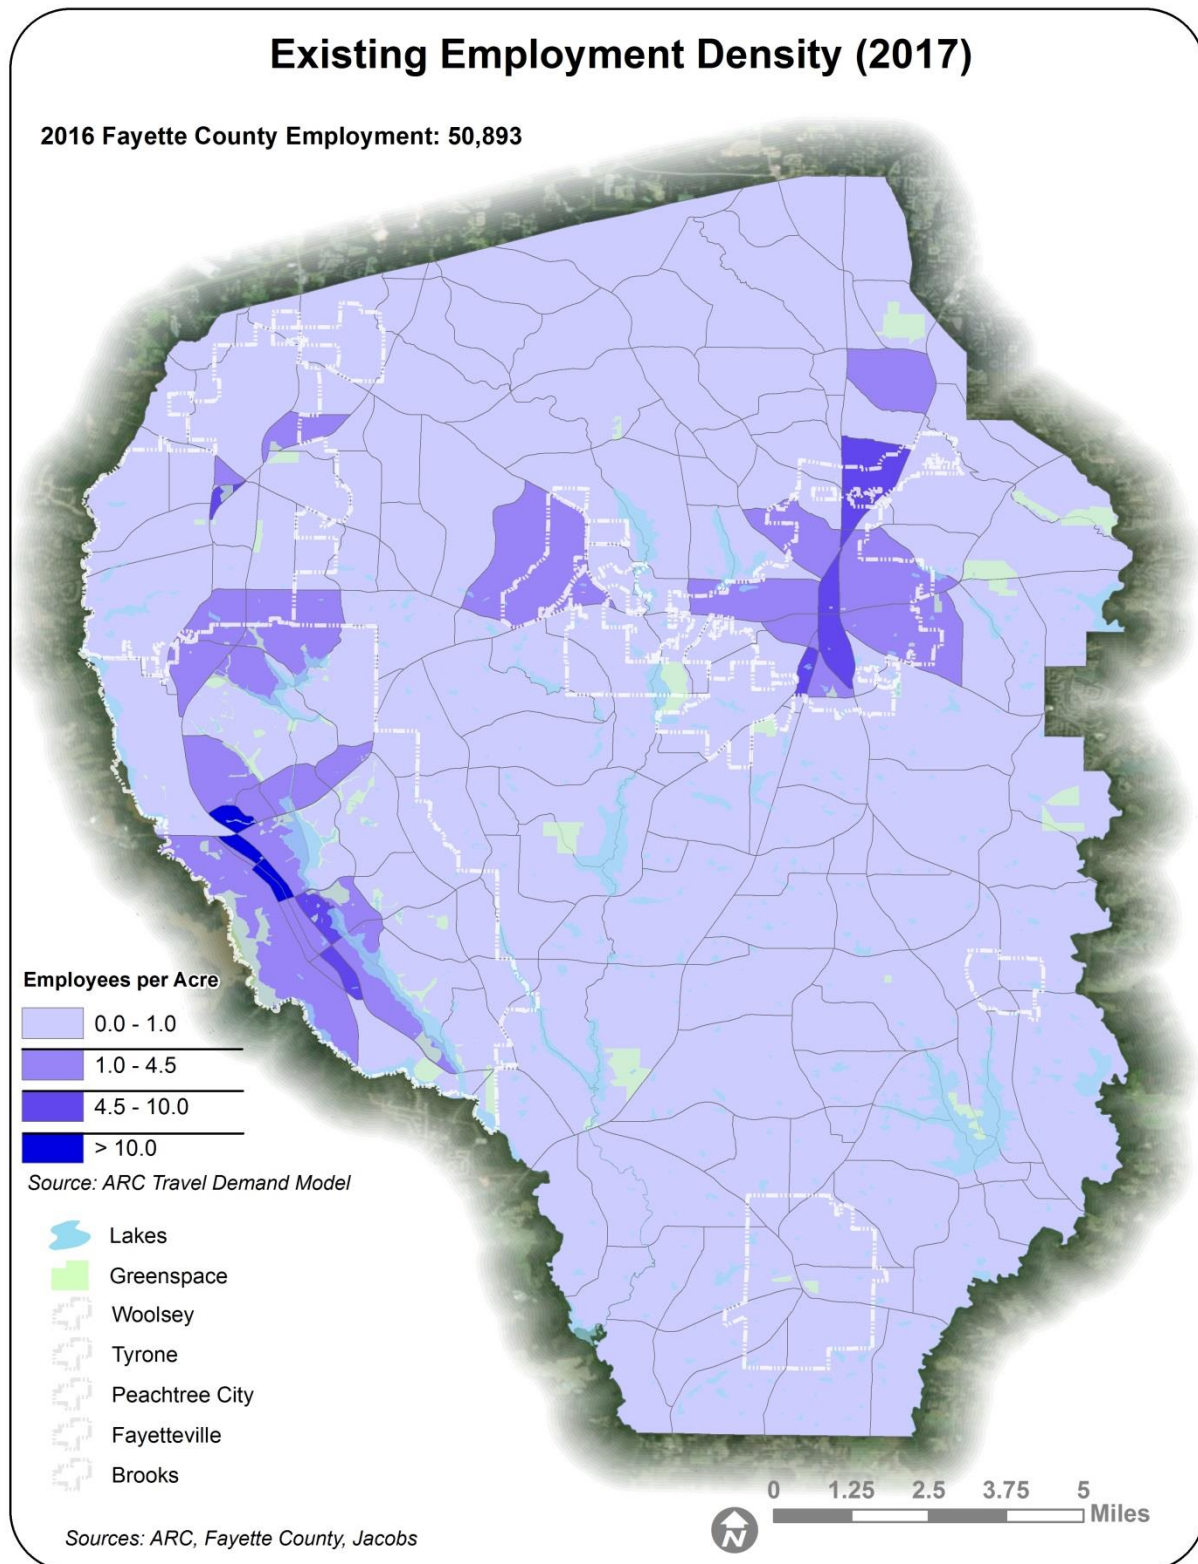 Existing Employment Density (2017)
2016 Fayette County Employment: 50,893
Employees per Acre
0.0 - 1.0
1.0 - 4.5
4.5 - 10.0
> 10.0
Source: ARC Travel Demand Model
Lakes
Greenspace
Woolsey
Tyrone
Peachtree City
Fayetteville
Brooks
Sources: ARC, Fayette County, Jacobs
N
0 1.25 2.5 3.75 5
Miles